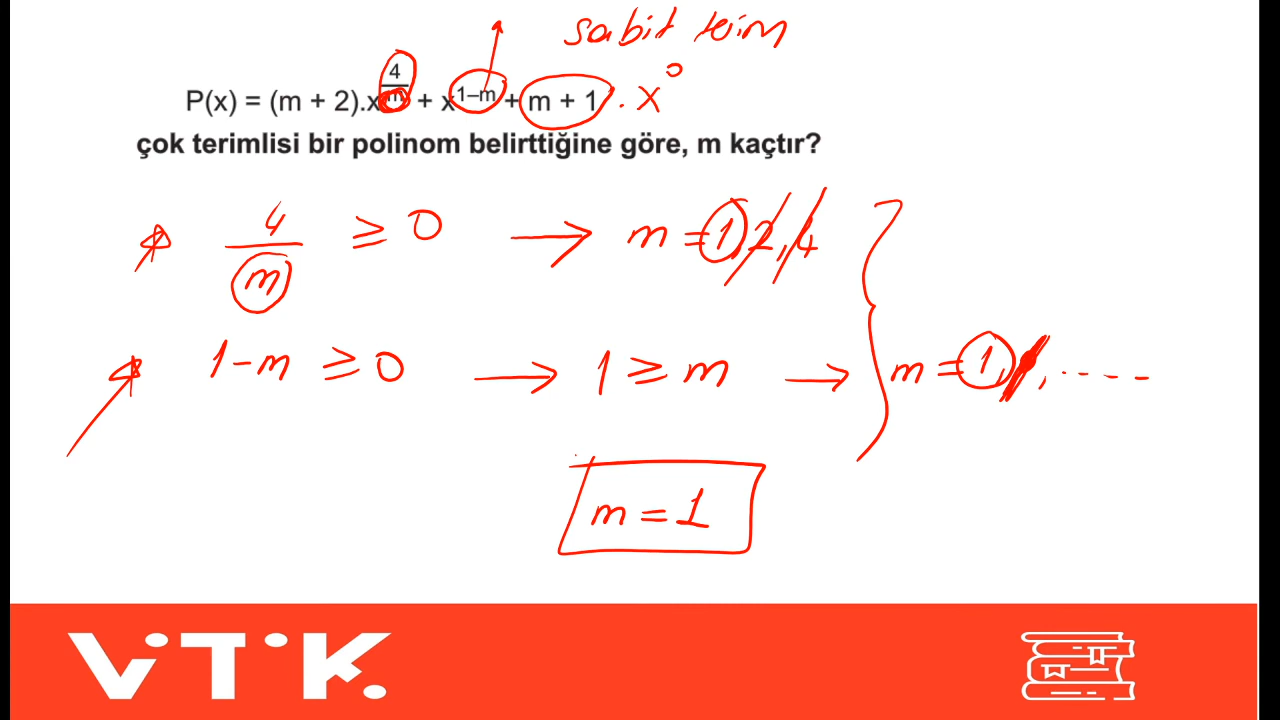 sabit terim
P(x) = (m + 2).x^(4/m) + x^(1–m) + m + 1 . x^0
çok terimlisi bir polinom belirttiğine göre, m kaçtır?
4/m ≥ 0 → m = 1, 2, 4
1-m ≥ 0 → 1 ≥ m → m = 1, , ....
m = 1
ViTiK.